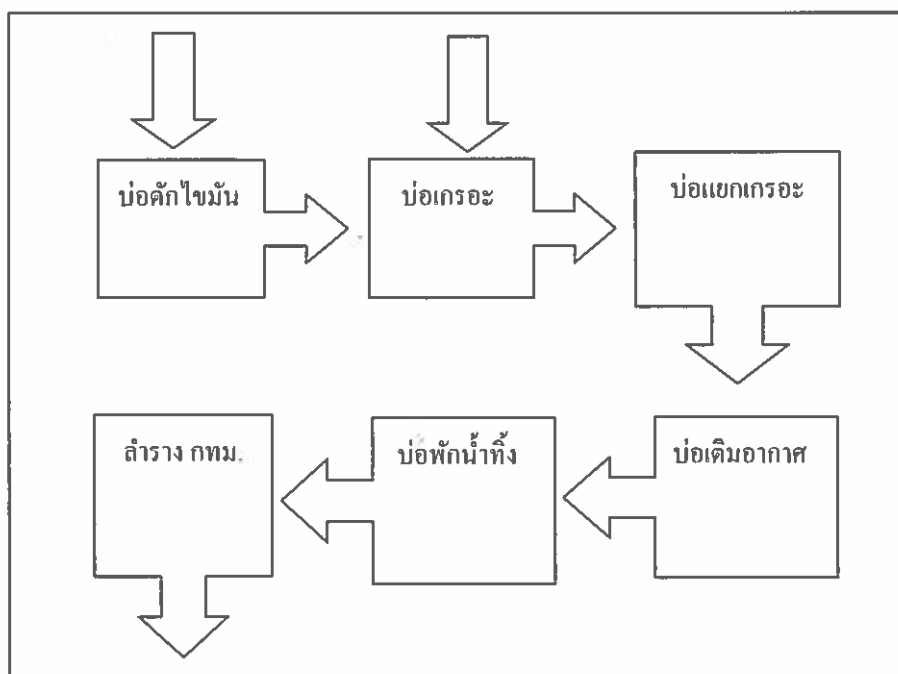 บ่อดักไขมัน
บ่อเกรอะ
บ่อแยกเกรอะ
ลำราง กทม.
บ่อพักน้ำทิ้ง
บ่อเติมอากาศ